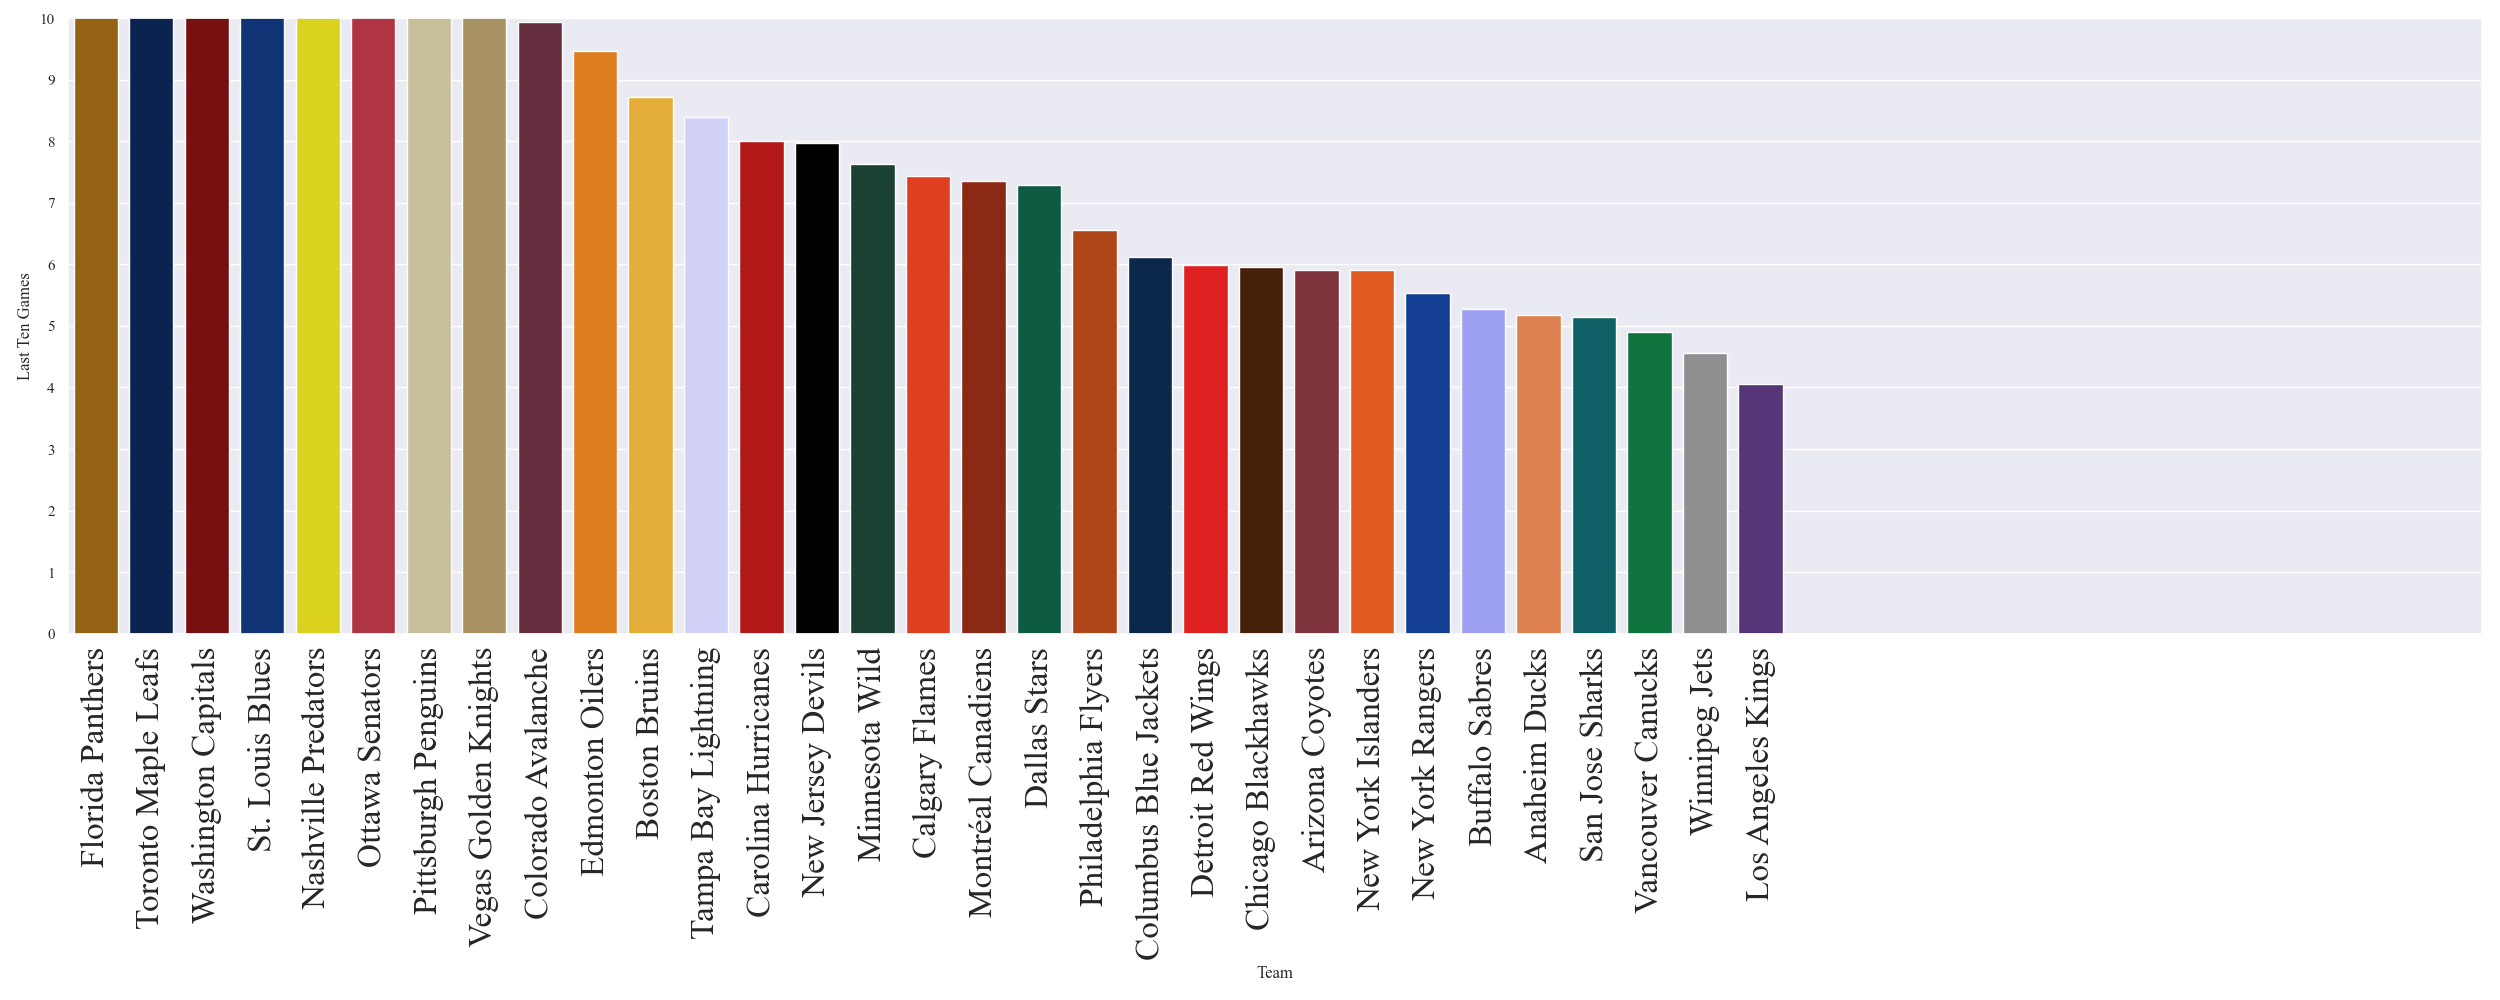 10
9
8
7
6
5
4
3
2
1
0
Last Ten Games
Florida Panthers
Toronto Maple Leafs
Washington Capitals
St. Louis Blues
Nashville Predators
Ottawa Senators
Pittsburgh Penguins
Vegas Golden Knights
Colorado Avalanche
Edmonton Oilers
Boston Bruins
Tampa Bay Lightning
Carolina Hurricanes
New Jersey Devils
Minnesota Wild
Calgary Flames
Montréal Canadiens
Dallas Stars
Philadelphia Flyers
Columbus Blue Jackets
Detroit Red Wings
Chicago Blackhawks
Arizona Coyotes
New York Islanders
New York Rangers
Buffalo Sabres
Anaheim Ducks
San Jose Sharks
Vancouver Canucks
Winnipeg Jets
Los Angeles Kings
Team